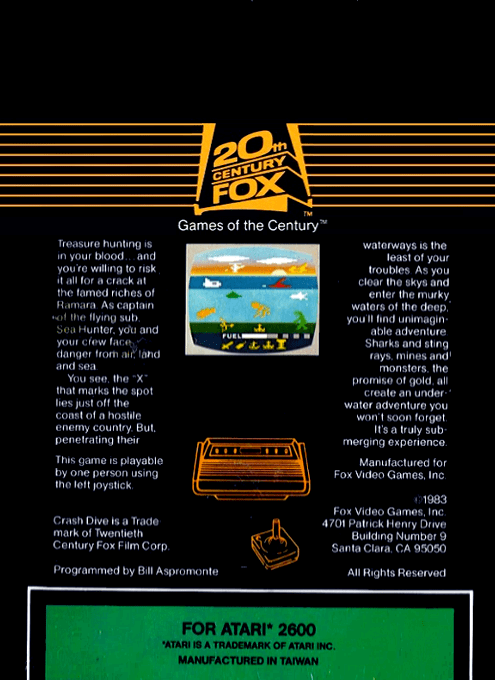 20th
CENTURY
FOX
TM
Games of the Century™
Treasure hunting is
in your blood...and
you're willing to risk
it all for a crack at
the famed riches of
Ramara. As captain
of the flying sub,
Sea Hunter, you and
your crew face
danger from air, land
and sea.
You see, the "X"
that marks the spot
lies just off the
coast of a hostile
enemy country. But,
penetrating their
waterways is the
least of your
troubles. As you
clear the skys and
enter the murky
waters of the deep,
you'll find unimagin-
able adventure.
Sharks and sting
rays, mines and
monsters, the
promise of gold, all
create an under-
water adventure you
won't soon forget.
It's a truly sub-
merging experience.
FUEL
This game is playable
by one person using
the left joystick.
Crash Dive is a Trade-
mark of Twentieth
Century Fox Film Corp.
Programmed by Bill Aspromonte
Manufactured for
Fox Video Games, Inc.
©1983
Fox Video Games, Inc.
4701 Patrick Henry Drive
Building Number 9
Santa Clara, CA 95050
All Rights Reserved
FOR ATARI* 2600
*ATARI IS A TRADEMARK OF ATARI INC.
MANUFACTURED IN TAIWAN